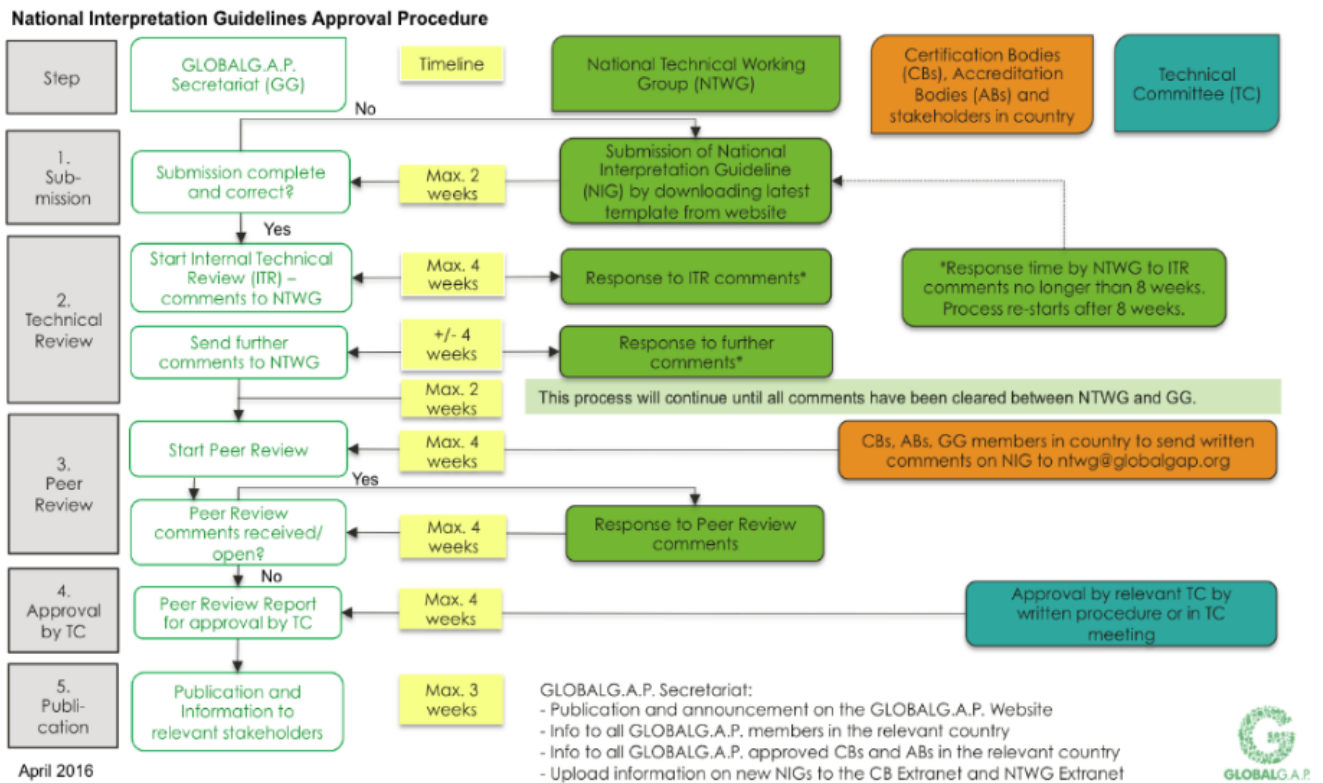 National Interpretation Guidelines Approval Procedure
Step
GLOBALG.A.P.
Secretariat (GG)
Timeline
National Technical Working
Group (NTWG)
Certification Bodies
(CBs), Accreditation
Bodies (ABs) and
stakeholders in country
Technical
Committee (TC)
No
1.
Sub-
mission
Submission complete
and correct?
Max. 2
weeks
Submission of National
Interpretation Guideline
(NIG) by downloading latest
template from website
Yes
2.
Technical
Review
Start Internal Technical
Review (ITR) –
comments to NTWG
Max. 4
weeks
Response to ITR comments*
*Response time by NTWG to ITR
comments no longer than 8 weeks.
Process re-starts after 8 weeks.
Send further
comments to NTWG
+/- 4
weeks
Response to further
comments*
Max. 2
weeks
This process will continue until all comments have been cleared between NTWG and GG.
3.
Peer
Review
Start Peer Review
Max. 4
weeks
CBs, ABs, GG members in country to send written
comments on NIG to ntwg@globalgap.org
Yes
Peer Review
comments received/
open?
Max. 4
weeks
Response to Peer Review
comments
No
4.
Approval
by TC
Peer Review Report
for approval by TC
Max. 4
weeks
Approval by relevant TC by
written procedure or in TC
meeting
5.
Publi-
cation
Publication and
Information to
relevant stakeholders
Max. 3
weeks
GLOBALG.A.P. Secretariat:
- Publication and announcement on the GLOBALG.A.P. Website
- Info to all GLOBALG.A.P. members in the relevant country
- Info to all GLOBALG.A.P. approved CBs and ABs in the relevant country
- Upload information on new NIGs to the CB Extranet and NTWG Extranet
April 2016
GLOBALG.A.P.